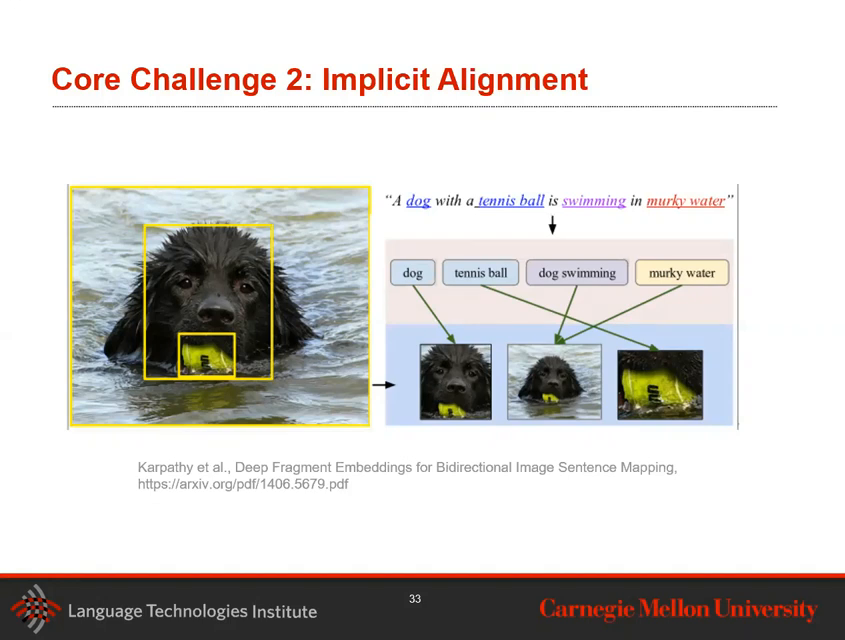 Core Challenge 2: Implicit Alignment
“A dog with a tennis ball is swimming in murky water”
dog
tennis ball
dog swimming
murky water
Karpathy et al., Deep Fragment Embeddings for Bidirectional Image Sentence Mapping,
https://arxiv.org/pdf/1406.5679.pdf
Language Technologies Institute
33
Carnegie Mellon University